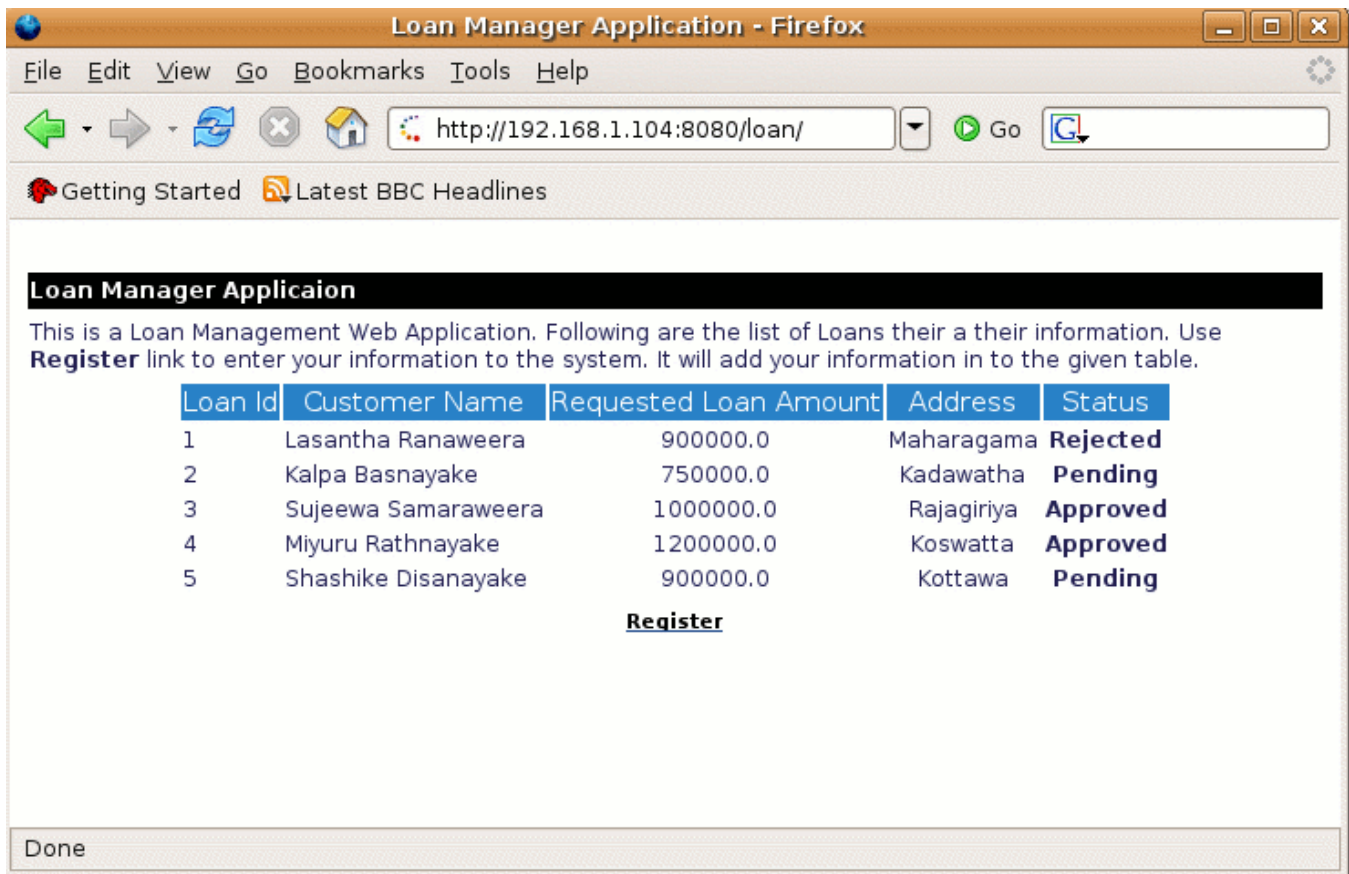 Loan Manager Application - Firefox
File Edit View Go Bookmarks Tools Help
http://192.168.1.104:8080/loan/ Go G
Getting Started Latest BBC Headlines
Loan Manager Applicaion
This is a Loan Management Web Application. Following are the list of Loans their a their information. Use
Register link to enter your information to the system. It will add your information in to the given table.
Loan Id Customer Name Requested Loan Amount Address Status
1 Lasantha Ranaweera 900000.0 Maharagama Rejected
2 Kalpa Basnayake 750000.0 Kadawatha Pending
3 Sujeewa Samaraweera 1000000.0 Rajagiriya Approved
4 Miyuru Rathnayake 1200000.0 Koswatta Approved
5 Shashike Disanayake 900000.0 Kottawa Pending
Register
Done